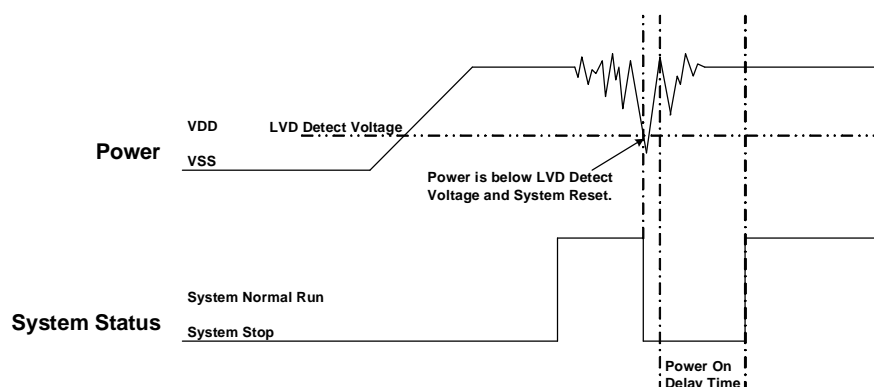 VDD
LVD Detect Voltage
Power
VSS
Power is below LVD Detect
Voltage and System Reset.
System Normal Run
System Status
System Stop
Power On
Delay Time